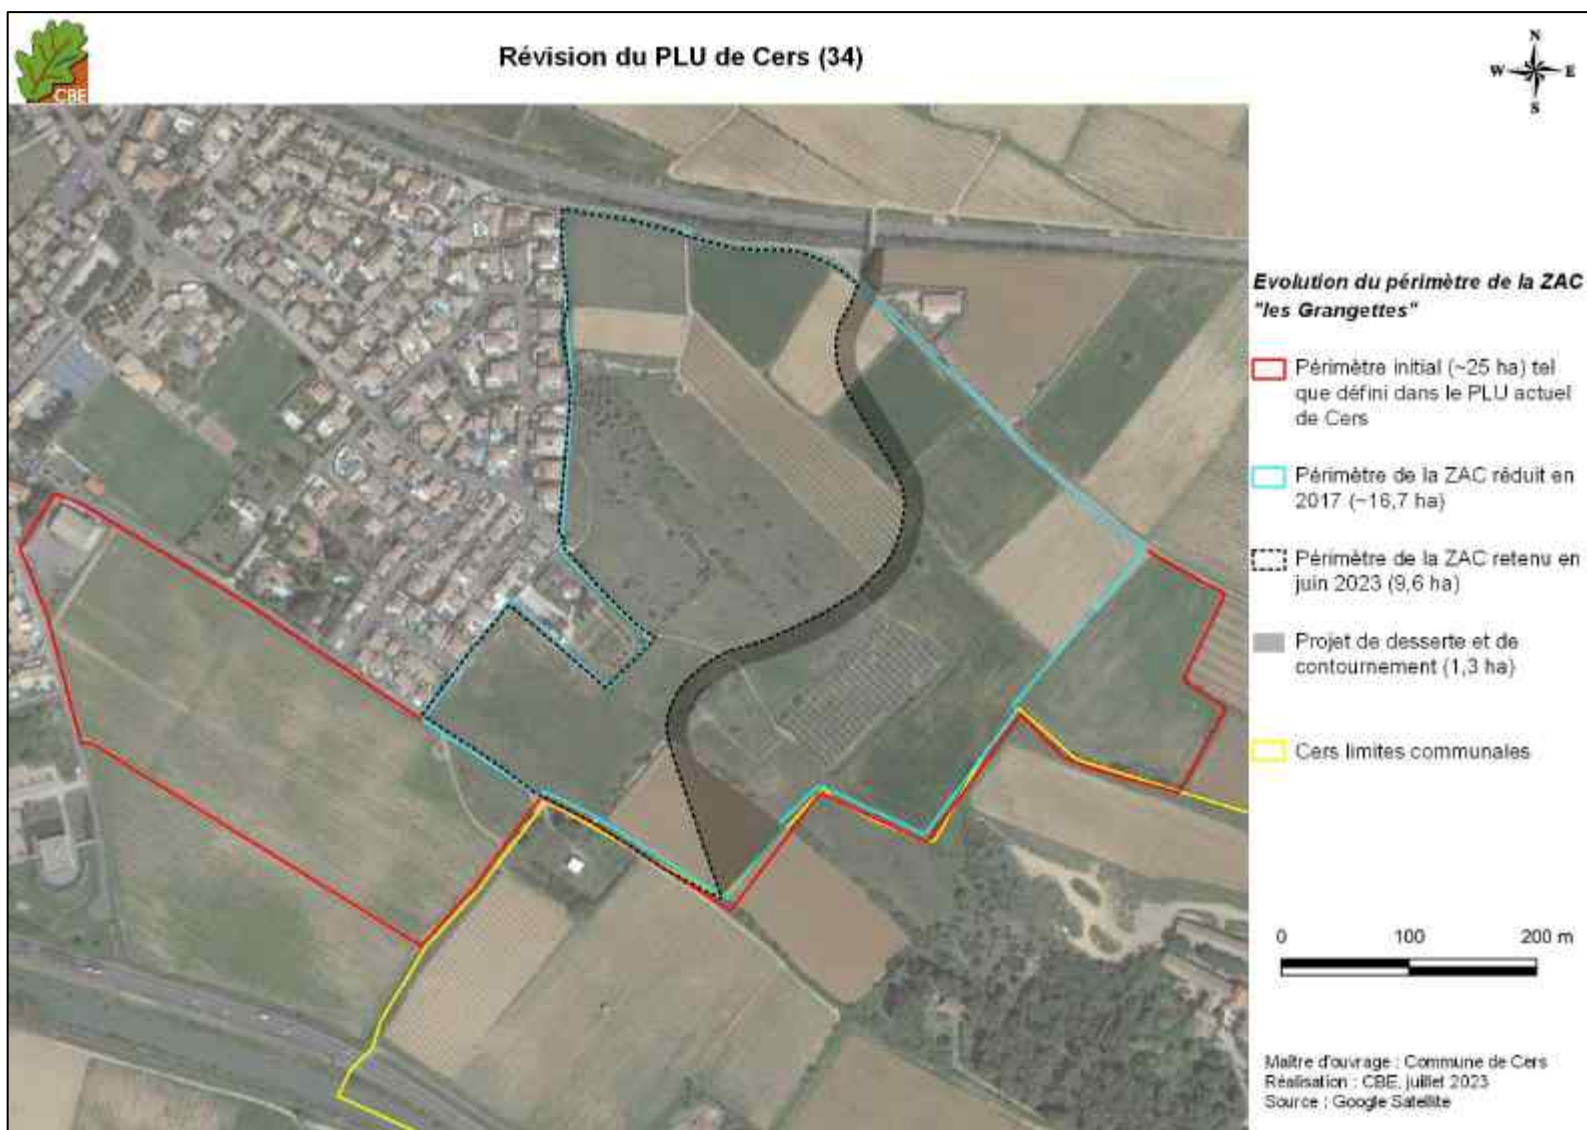 CBE
Révision du PLU de Cers (34)
N
W E
S
Evolution du périmètre de la ZAC
"les Grangettes"
Périmètre initial (~25 ha) tel
que défini dans le PLU actuel
de Cers
Périmètre de la ZAC réduit en
2017 (~16,7 ha)
Périmètre de la ZAC retenu en
juin 2023 (9,6 ha)
Projet de desserte et de
contournement (1,3 ha)
Cers limites communales
0 100 200 m
Maître d'ouvrage : Commune de Cers
Réalisation : CBE, juillet 2023
Source : Google Satellite